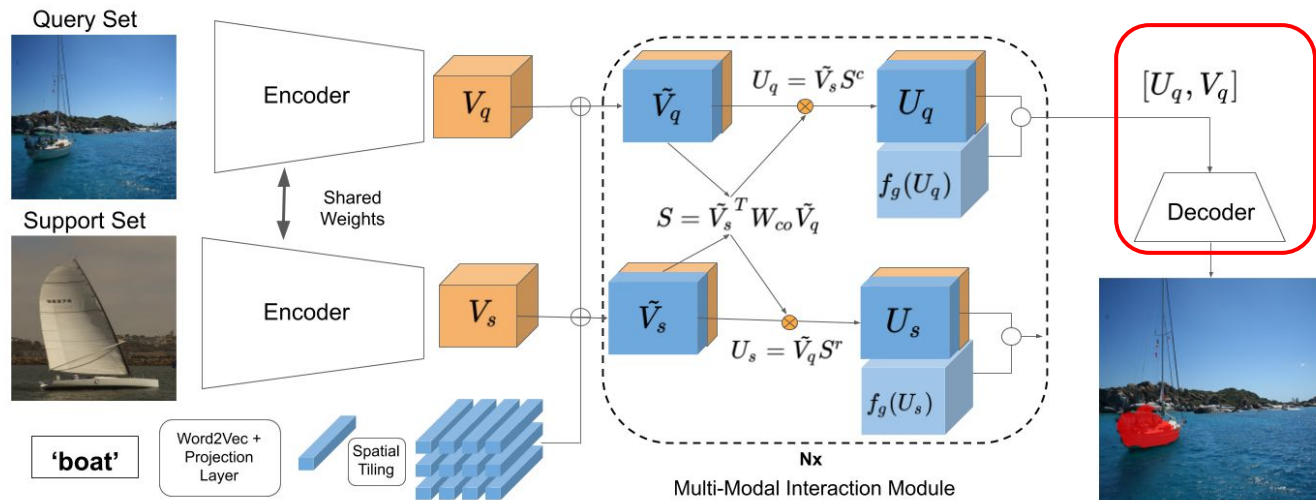 Query Set
Encoder
V_q
Ṽ_q
U_q = Ṽ_s S^c
U_q
f_g(U_q)
[U_q, V_q]
Decoder
Shared
Weights
S = Ṽ_s^T W_co Ṽ_q
Support Set
Encoder
V_s
Ṽ_s
U_s = Ṽ_q S^r
U_s
f_g(U_s)
'boat'
Word2Vec +
Projection
Layer
Spatial
Tiling
Nx
Multi-Modal Interaction Module